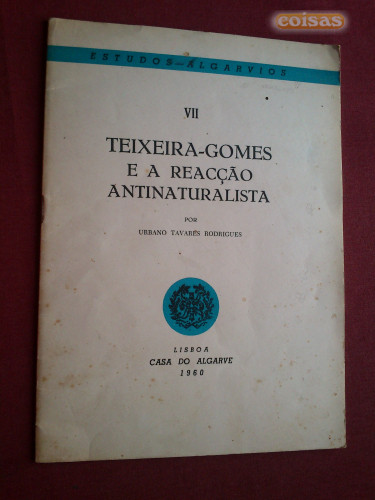 coisas
ESTUDOS—ALGARVIOS
VII
TEIXEIRA-GOMES
E A REACÇÃO
ANTINATURALISTA
POR
URBANO TAVARES RODRIGUES
LISBOA
CASA DO ALGARVE
1960